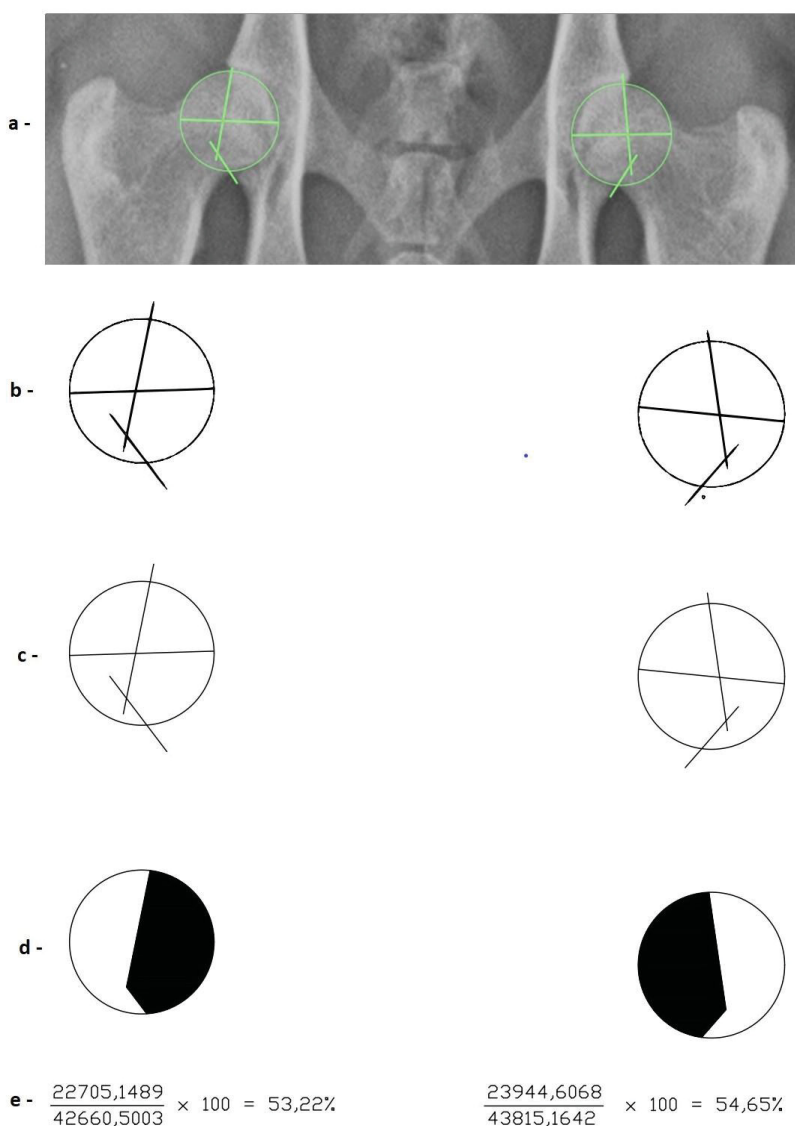 a -
b -
c -
d -
e - 22705,1489 / 42660,5003 × 100 = 53,22% 23944,6068 / 43815,1642 × 100 = 54,65%